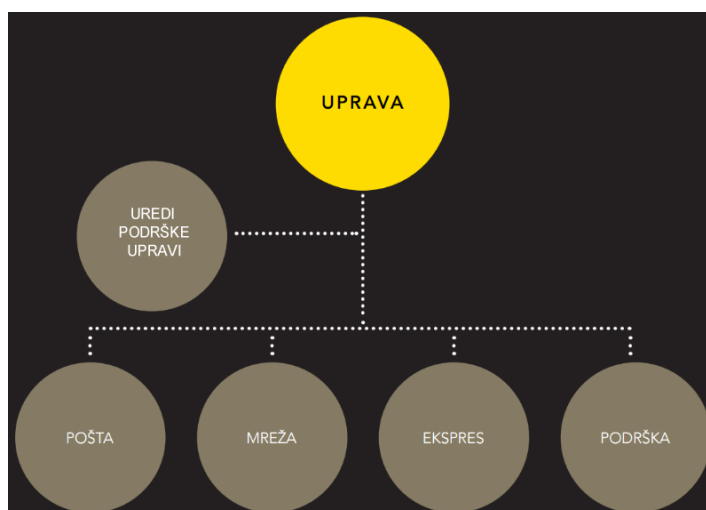 UPRAVA
UREDI
PODRŠKE
UPRAVI
POŠTA
MREŽA
EKSPRES
PODRŠKA